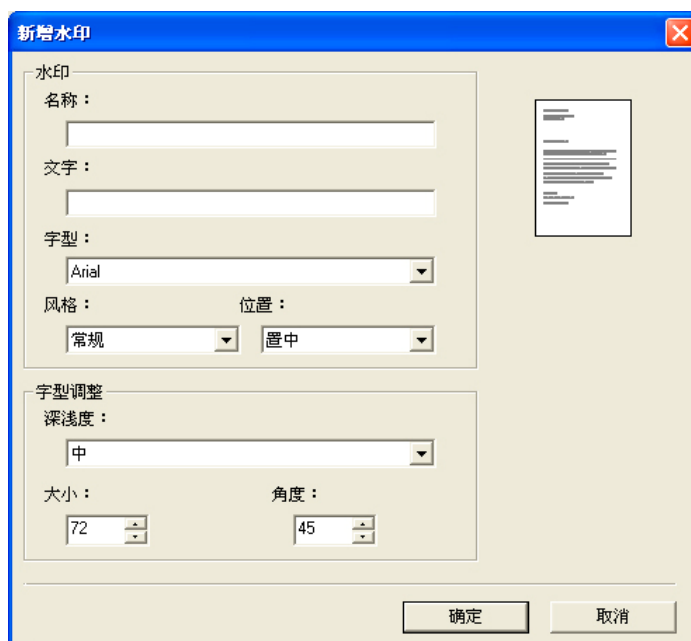 新增水印
水印
名称：
文字：
字型：
Arial
风格： 位置：
常规 置中
字型调整
深浅度：
中
大小： 角度：
72 45
确定 取消